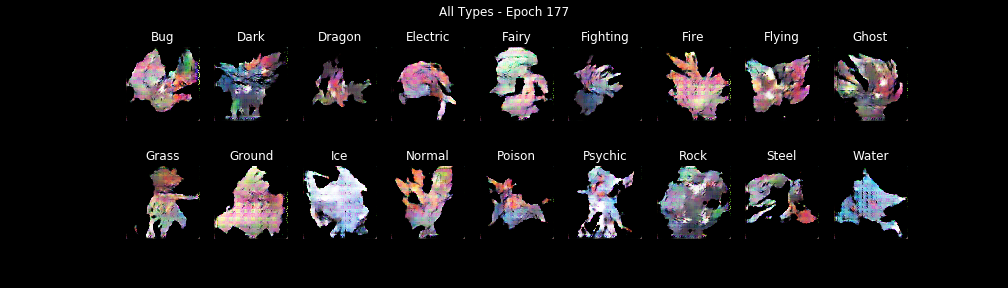 All Types - Epoch 177
Bug Dark Dragon Electric Fairy Fighting Fire Flying Ghost
Grass Ground Ice Normal Poison Psychic Rock Steel Water